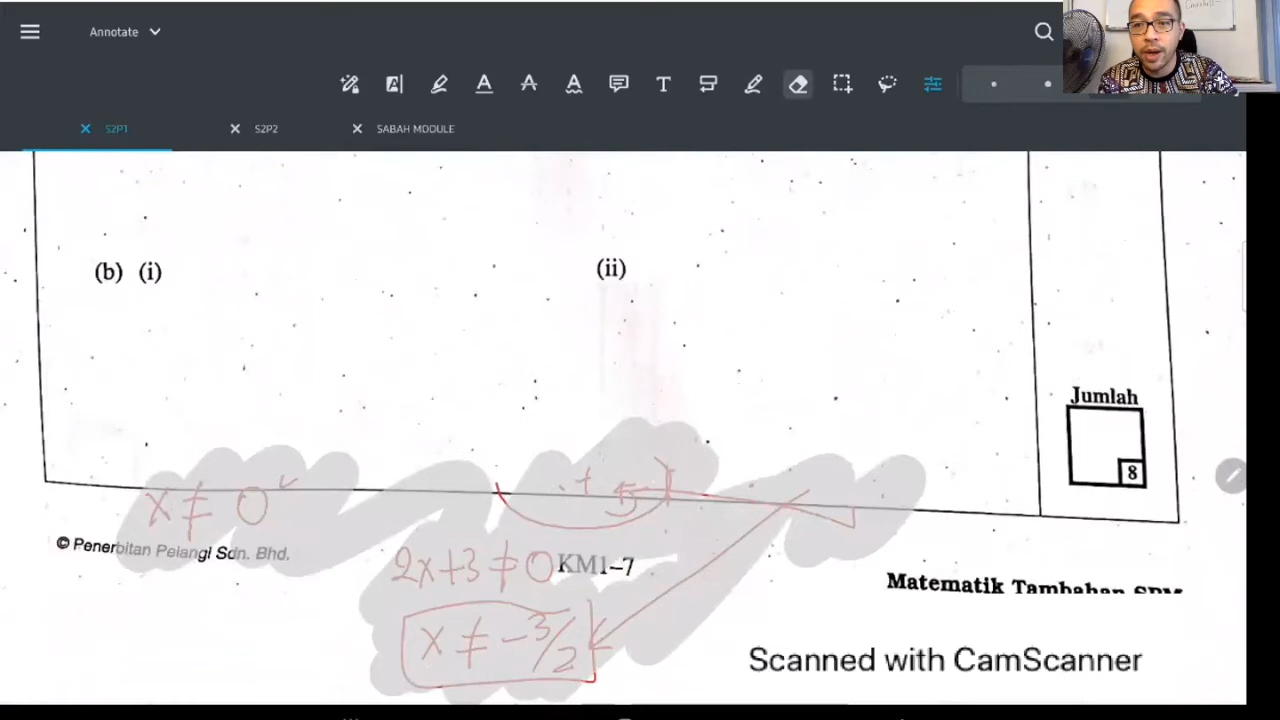 Annotate
S2P1 S2P2 SABAH MODULE
(b) (i) (ii)
Jumlah
8
x ≠ 0
+ 5
© Penerbitan Pelangi Sdn. Bhd.
2x+3 ≠ 0 KM1–7
Matematik Tambahan SPM
x ≠ -3/2
Scanned with CamScanner